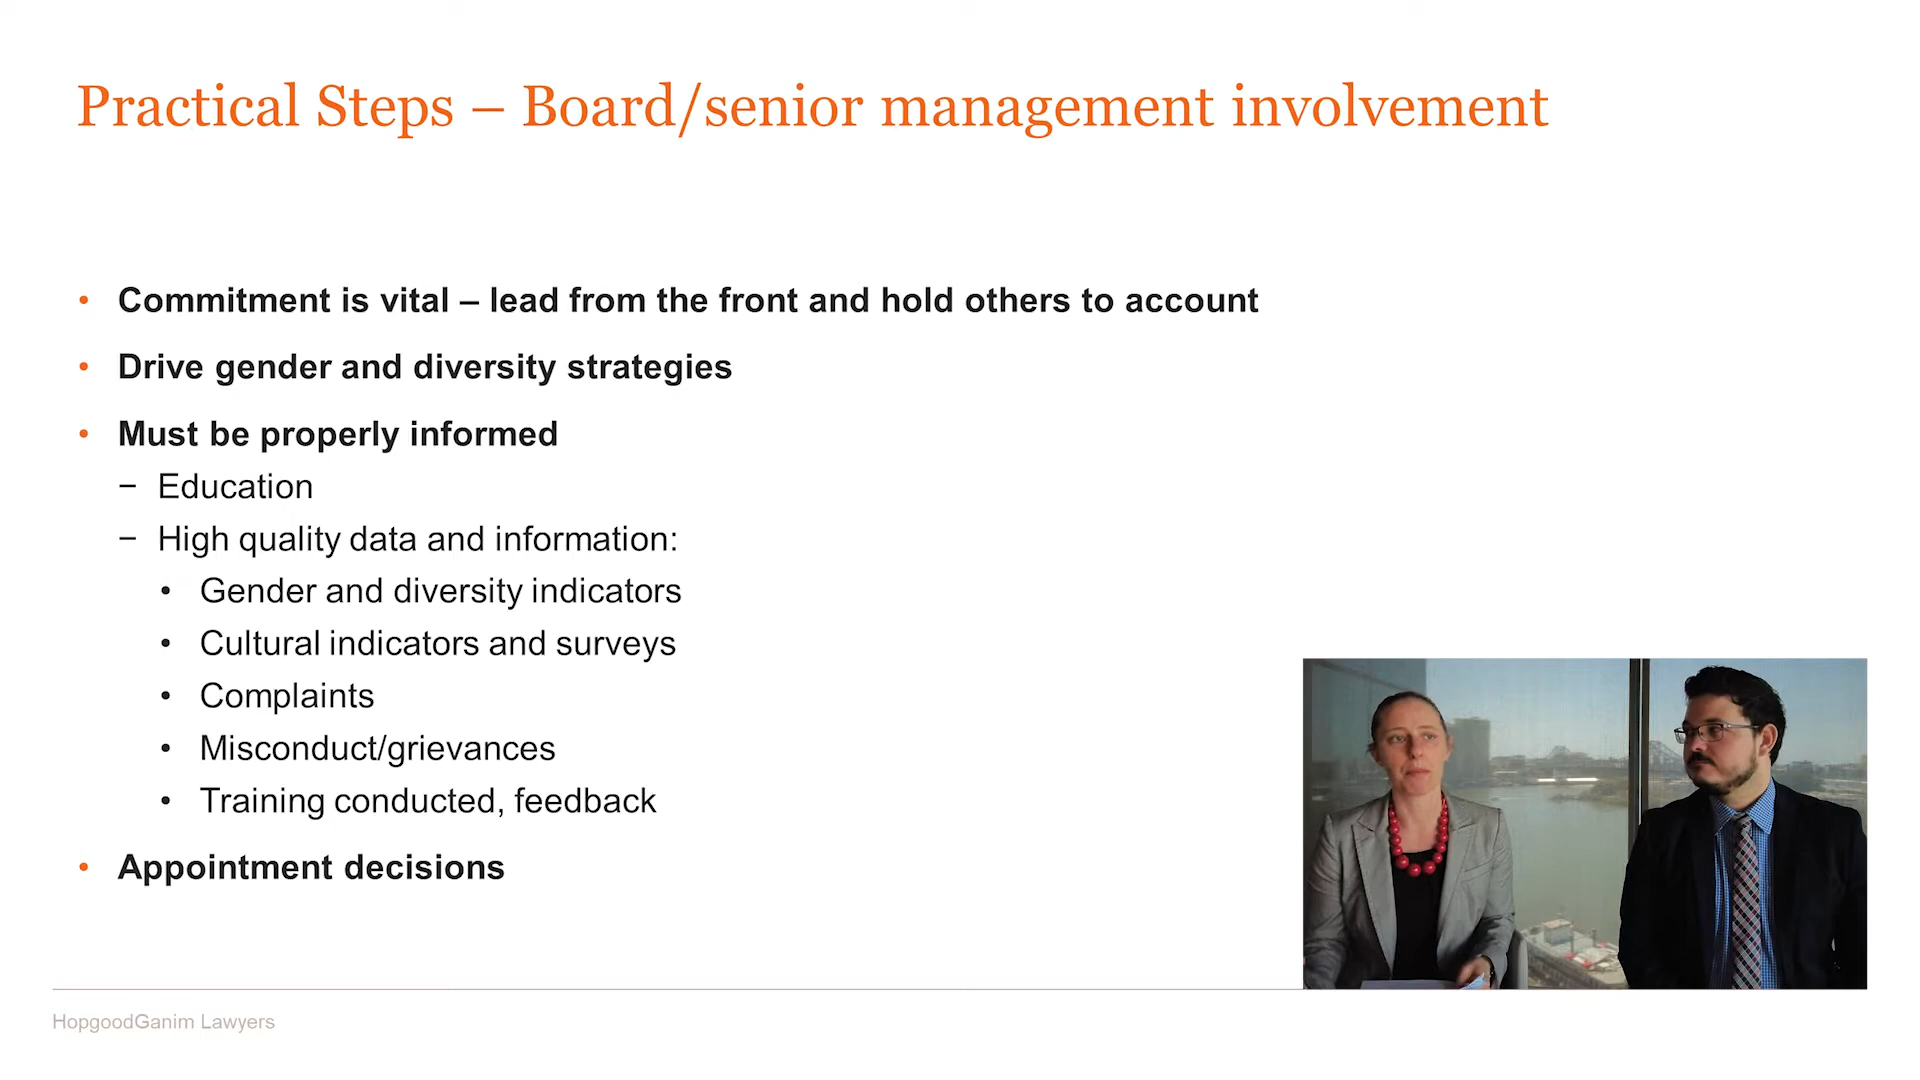 Practical Steps – Board/senior management involvement
• Commitment is vital – lead from the front and hold others to account
• Drive gender and diversity strategies
• Must be properly informed
− Education
− High quality data and information:
• Gender and diversity indicators
• Cultural indicators and surveys
• Complaints
• Misconduct/grievances
• Training conducted, feedback
• Appointment decisions
HopgoodGanim Lawyers